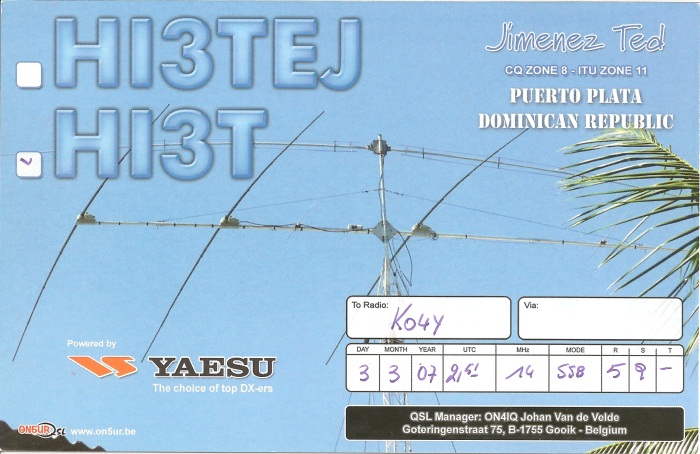 HI3TEJ
HI3T
Jimenez Ted
CQ ZONE 8 - ITU ZONE 11
PUERTO PLATA
DOMINICAN REPUBLIC
To Radio: KO4Y
Via:
DAY MONTH YEAR UTC MHz MODE R S T
3 3 07 14 SSB 5 9 -
Powered by
YAESU
The choice of top DX-ers
ON5UR QSL www.on5ur.be
QSL Manager: ON4IQ Johan Van de Velde
Goteringenstraat 75, B-1755 Gooik - Belgium